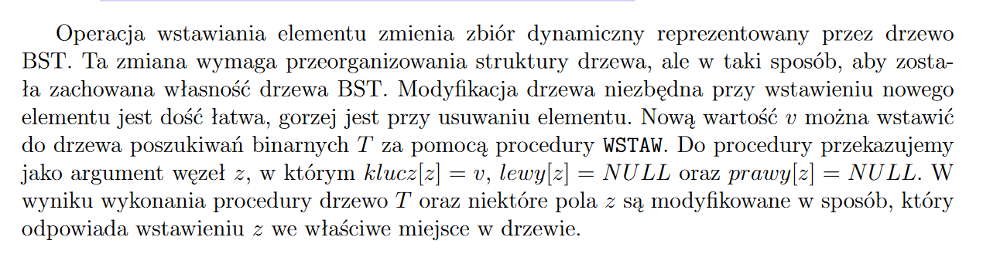 Operacja wstawiania elementu zmienia zbiór dynamiczny reprezentowany przez drzewo
BST. Ta zmiana wymaga przeorganizowania struktury drzewa, ale w taki sposób, aby zosta-
ła zachowana własność drzewa BST. Modyfikacja drzewa niezbędna przy wstawieniu nowego
elementu jest dość łatwa, gorzej jest przy usuwaniu elementu. Nową wartość v można wstawić
do drzewa poszukiwań binarnych T za pomocą procedury WSTAW. Do procedury przekazujemy
jako argument węzeł z, w którym klucz[z] = v, lewy[z] = NULL oraz prawy[z] = NULL. W
wyniku wykonania procedury drzewo T oraz niektóre pola z są modyfikowane w sposób, który
odpowiada wstawieniu z we właściwe miejsce w drzewie.